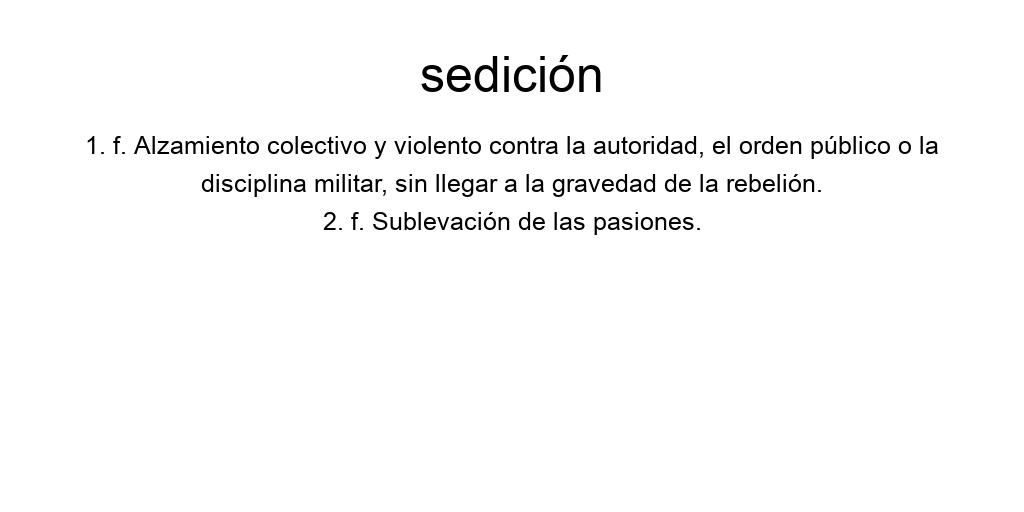 sedición
1. f. Alzamiento colectivo y violento contra la autoridad, el orden público o la
disciplina militar, sin llegar a la gravedad de la rebelión.
2. f. Sublevación de las pasiones.